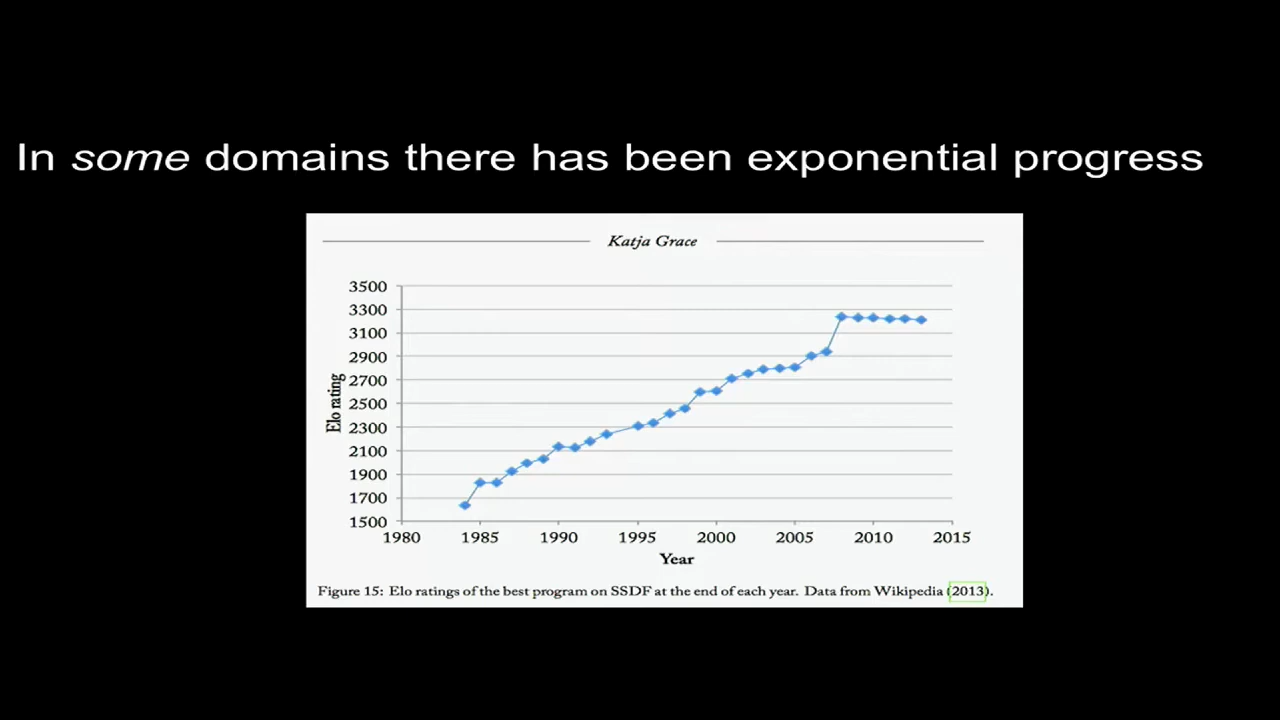 In some domains there has been exponential progress
Katja Grace
3500
3300
3100
2900
2700
2500
2300
2100
1900
1700
1500
Elo rating
1980 1985 1990 1995 2000 2005 2010 2015
Year
Figure 15: Elo ratings of the best program on SSDF at the end of each year. Data from Wikipedia (2013).